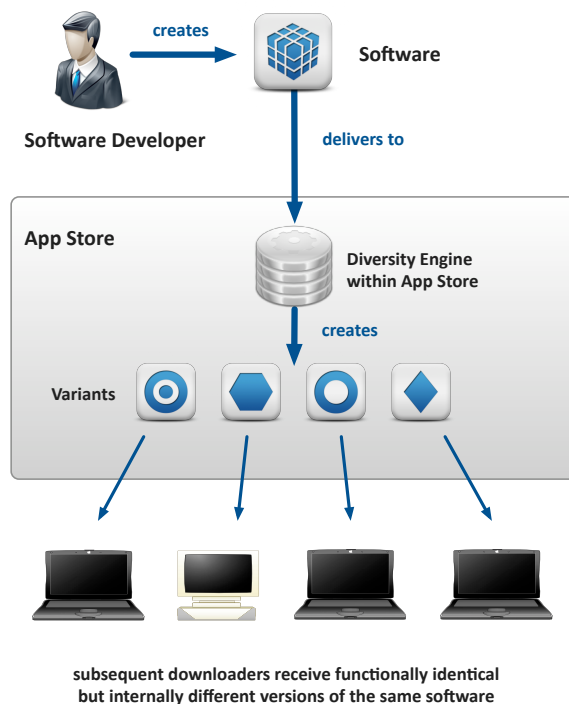 creates
Software
Software Developer
delivers to
App Store
Diversity Engine
within App Store
creates
Variants
subsequent downloaders receive functionally identical
but internally different versions of the same software